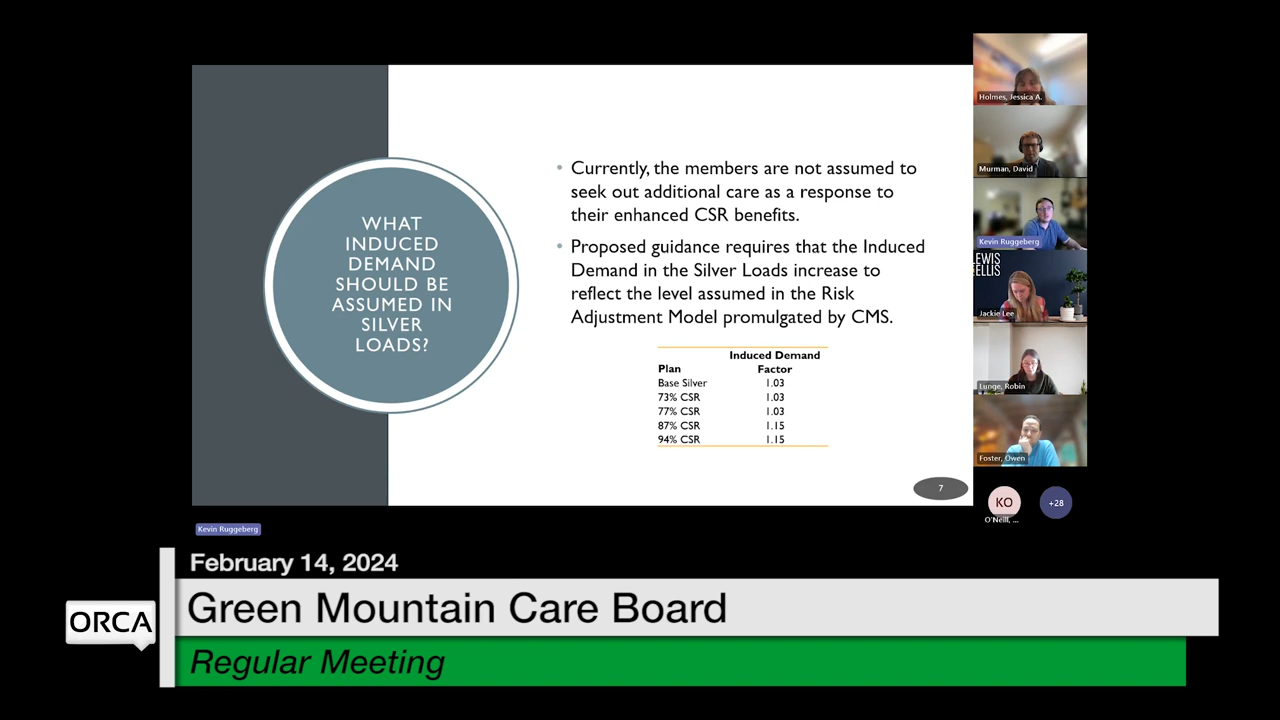 WHAT
INDUCED
DEMAND
SHOULD BE
ASSUMED IN
SILVER
LOADS?
• Currently, the members are not assumed to
seek out additional care as a response to
their enhanced CSR benefits.
• Proposed guidance requires that the Induced
Demand in the Silver Loads increase to
reflect the level assumed in the Risk
Adjustment Model promulgated by CMS.
Plan Induced Demand Factor
Base Silver 1.03
73% CSR 1.03
77% CSR 1.03
87% CSR 1.15
94% CSR 1.15
7
Holmes, Jessica A.
Murman, David
Kevin Ruggeberg
LEWIS
ELLIS
Jackie Lee
Lunge, Robin
Foster, Owen
KO
O'Neill, ...
+28
Kevin Ruggeberg
February 14, 2024
ORCA
Green Mountain Care Board
Regular Meeting